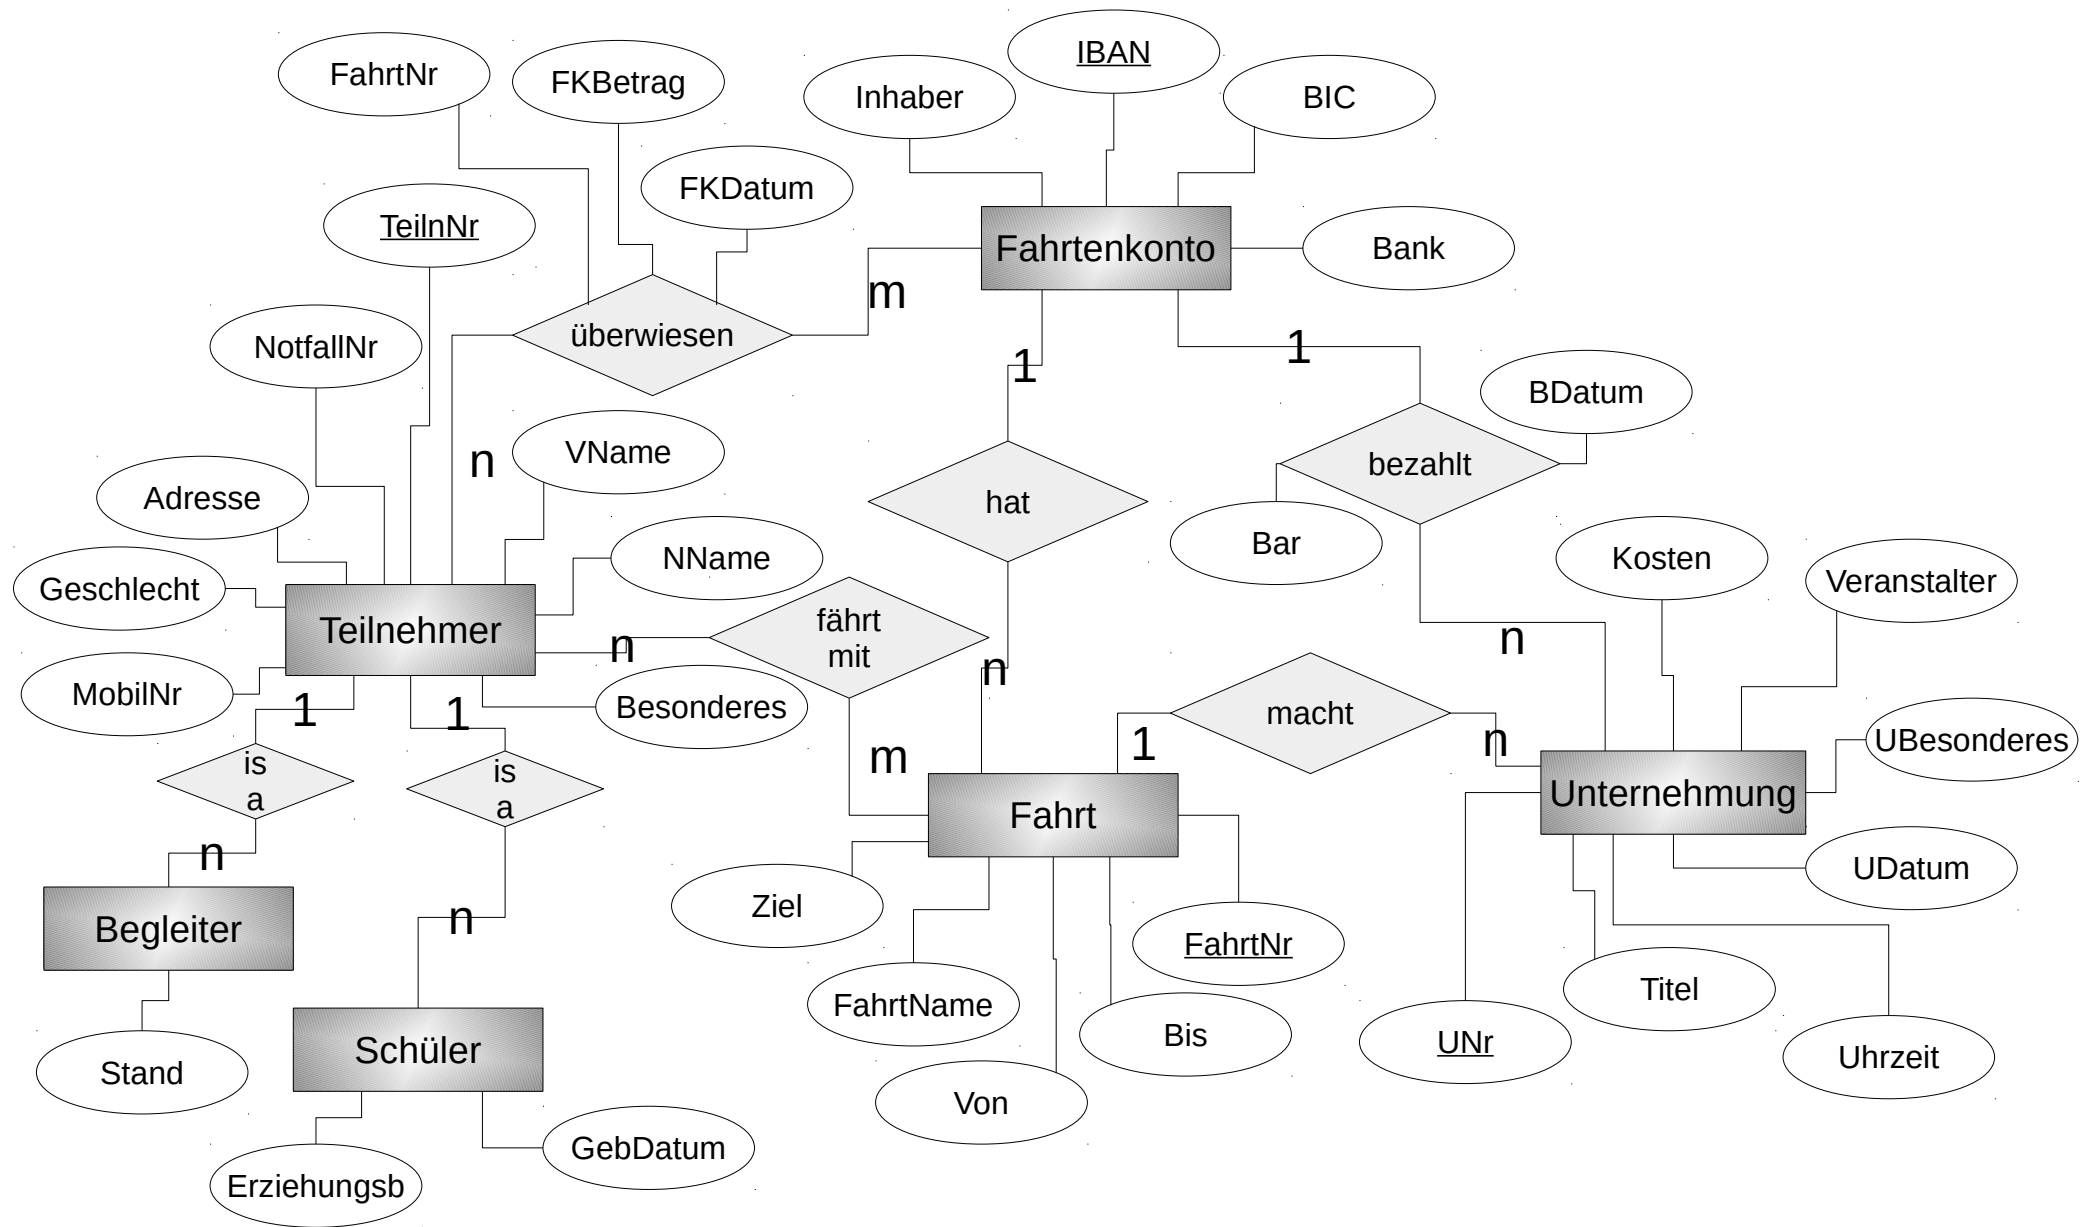 IBAN
FahrtNr
FKBetrag
Inhaber
BIC
FKDatum
TeilnNr
Fahrtenkonto
Bank
m
überwiesen
NotfallNr
1
1
BDatum
VName
n
bezahlt
Adresse
hat
Bar
NName
Kosten
Veranstalter
Geschlecht
Teilnehmer
fährt
mit
n
n
n
MobilNr
Besonderes
1
1
macht
1
n
UBesonderes
m
is
a
is
a
Fahrt
Unternehmung
n
UDatum
Ziel
n
Begleiter
FahrtNr
Titel
FahrtName
Bis
UNr
Uhrzeit
Schüler
Stand
Von
GebDatum
Erziehungsb